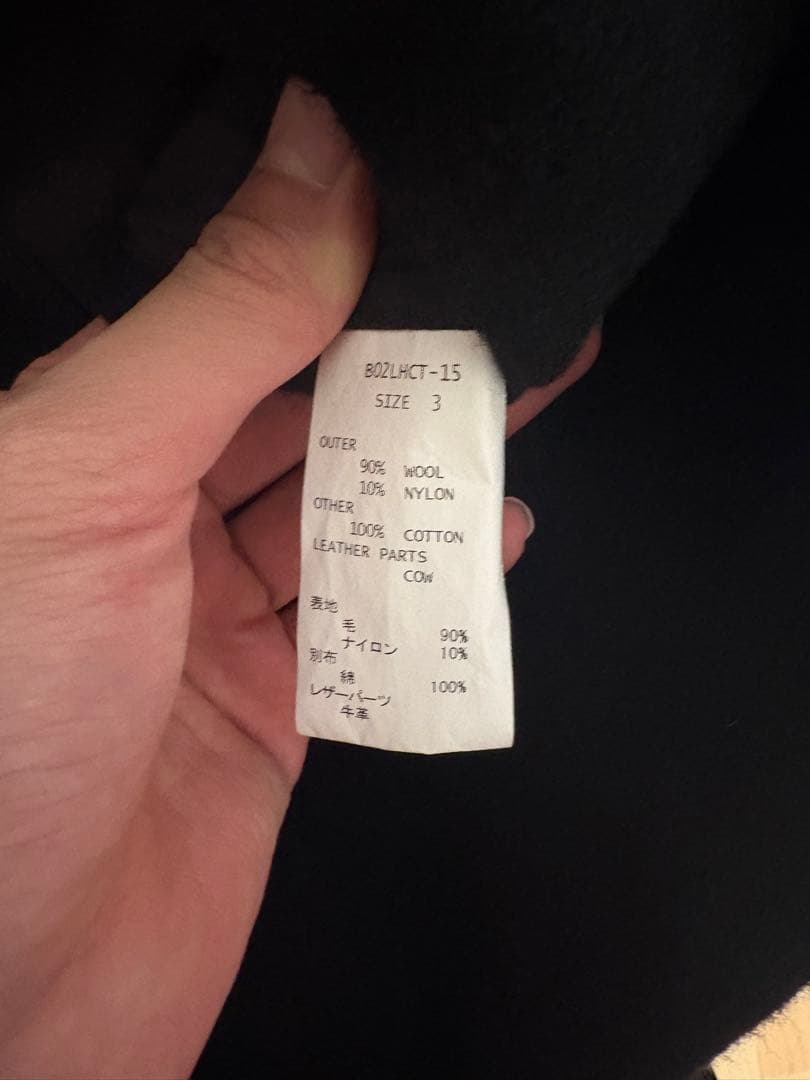 B02LHCT-15
SIZE 3
OUTER
90% WOOL
10% NYLON
OTHER
100% COTTON
LEATHER PARTS
COW
表地
毛 90%
ナイロン 10%
別布
綿 100%
レザーパーツ
牛革